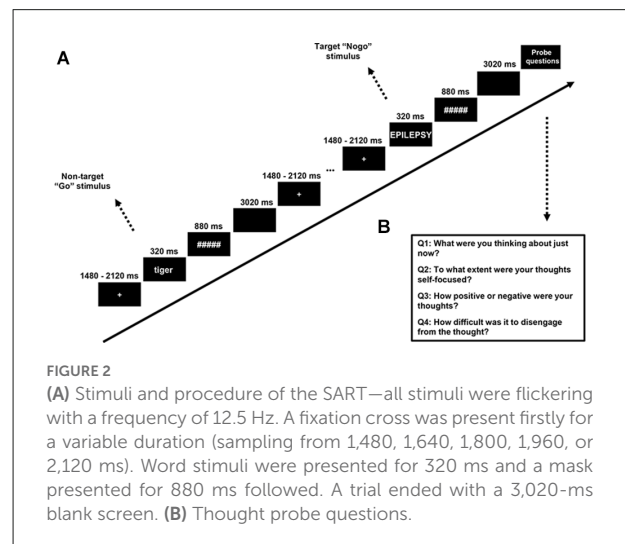 A
Target "Nogo"
stimulus
Probe
questions
3020 ms
880 ms
#####
320 ms
EPILEPSY
1480 - 2120 ms
+
...
Non-target
"Go" stimulus
1480 - 2120 ms
+
3020 ms
880 ms
#####
320 ms
tiger
1480 - 2120 ms
+
B
Q1: What were you thinking about just
now?
Q2: To what extent were your thoughts
self-focused?
Q3: How positive or negative were your
thoughts?
Q4: How difficult was it to disengage
from the thought?
FIGURE 2
(A) Stimuli and procedure of the SART—all stimuli were flickering
with a frequency of 12.5 Hz. A fixation cross was present firstly for
a variable duration (sampling from 1,480, 1,640, 1,800, 1,960, or
2,120 ms). Word stimuli were presented for 320 ms and a mask
presented for 880 ms followed. A trial ended with a 3,020-ms
blank screen. (B) Thought probe questions.